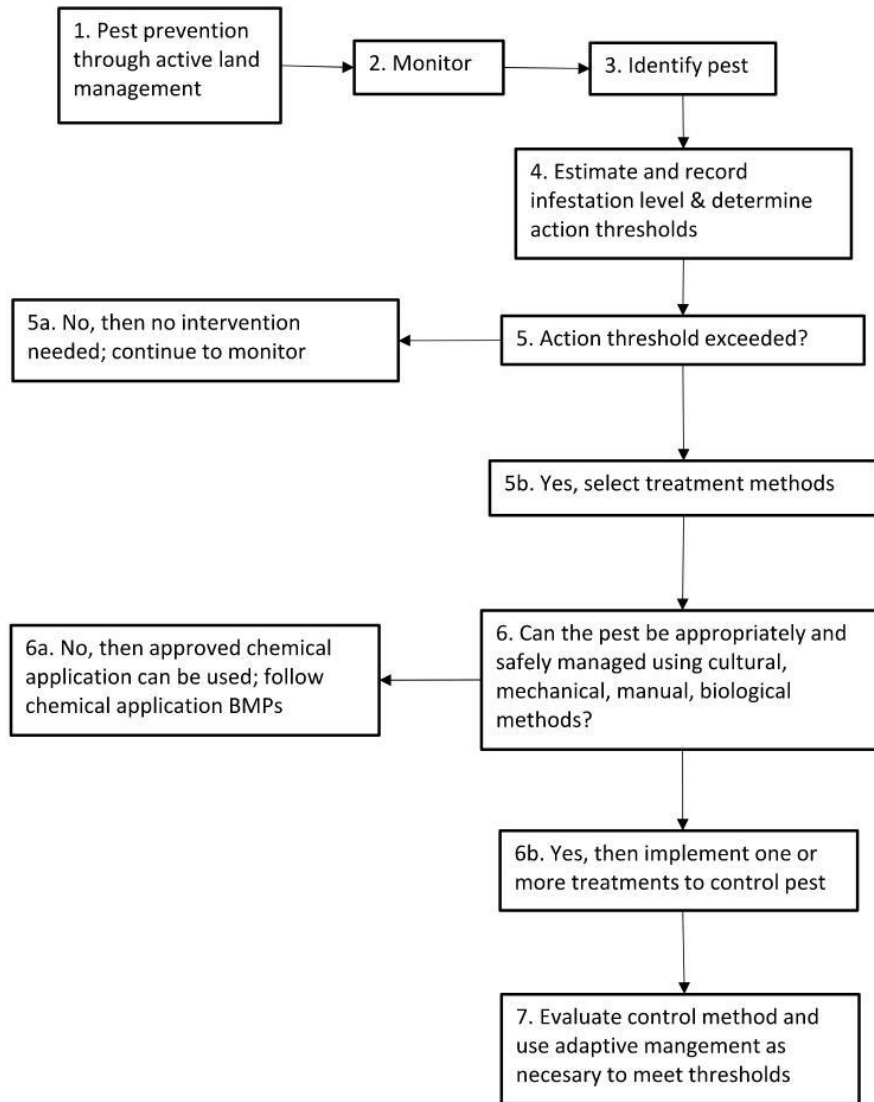 1. Pest prevention
through active land
management
2. Monitor
3. Identify pest
4. Estimate and record
infestation level & determine
action thresholds
5a. No, then no intervention
needed; continue to monitor
5. Action threshold exceeded?
5b. Yes, select treatment methods
6a. No, then approved chemical
application can be used; follow
chemical application BMPs
6. Can the pest be appropriately and
safely managed using cultural,
mechanical, manual, biological
methods?
6b. Yes, then implement one or
more treatments to control pest
7. Evaluate control method and
use adaptive mangement as
necesary to meet thresholds